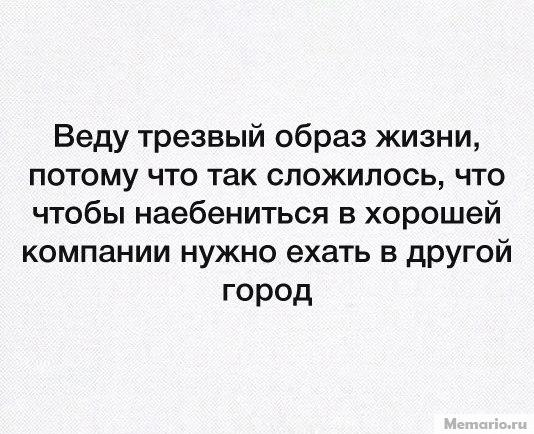 Веду трезвый образ жизни,
потому что так сложилось, что
чтобы наебениться в хорошей
компании нужно ехать в другой
город
Memario.ru